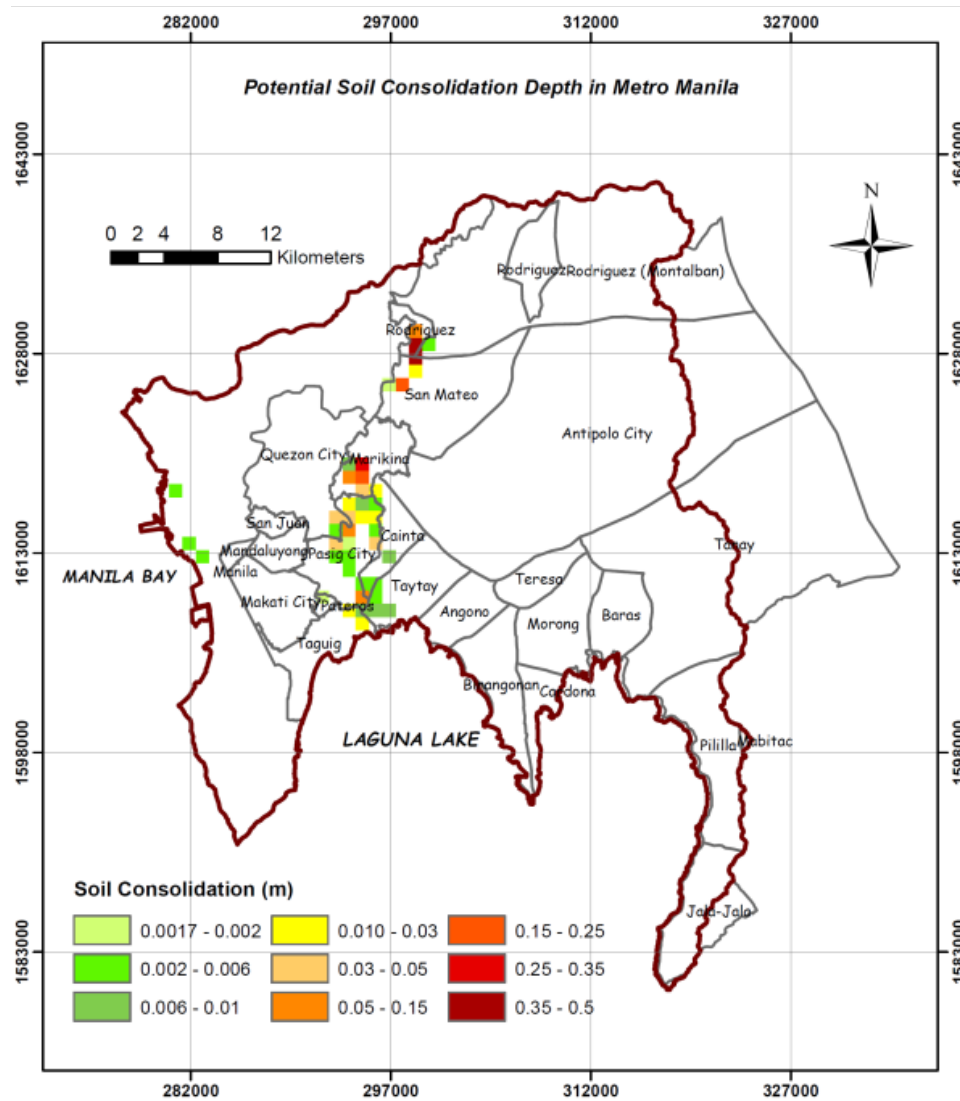 282000 297000 312000 327000
Potential Soil Consolidation Depth in Metro Manila
1643000 1643000
N
0 2 4 8 12
Kilometers
Rodriguez Rodriguez (Montalban)
Rodriguez
1628000 1628000
San Mateo
Antipolo City
Quezon City Marikina
San Juan
Cainta
Tanay
Mandaluyong Pasig City
1613000 1613000
MANILA BAY
Manila
Teresa
Taytay
Makati City Pateros
Angono
Morong
Baras
Taguig
Binangonan
Cardona
LAGUNA LAKE
Pililla
Mabitac
1598000 1598000
Soil Consolidation (m)
0.0017 - 0.002 0.010 - 0.03 0.15 - 0.25
0.002 - 0.006 0.03 - 0.05 0.25 - 0.35
0.006 - 0.01 0.05 - 0.15 0.35 - 0.5
Jala-Jala
1583000 1583000
282000 297000 312000 327000